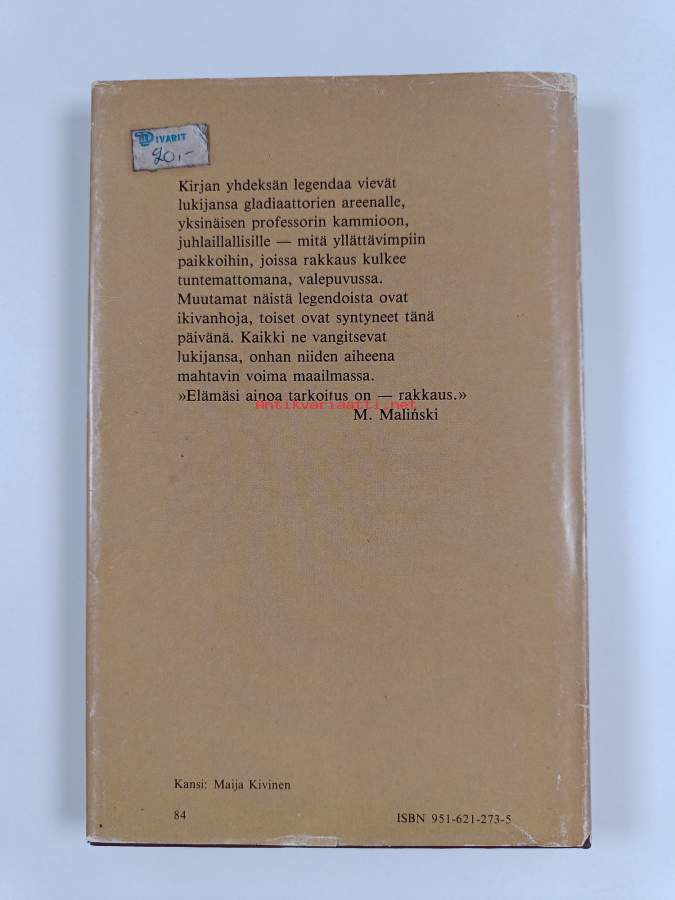 DIVARIT
20,-
Kirjan yhdeksän legendaa vievät
lukijansa gladiaattorien areenalle,
yksinäisen professorin kammioon,
juhlaillallisille — mitä yllättävimpiin
paikkoihin, joissa rakkaus kulkee
tuntemattomana, valepuvussa.
Muutamat näistä legendoista ovat
ikivanhoja, toiset ovat syntyneet tänä
päivänä. Kaikki ne vangitsevat
lukijansa, onhan niiden aiheena
mahtavin voima maailmassa.
»Elämäsi ainoa tarkoitus on — rakkaus.»
Antikvariaatti.net
M. Maliński
Kansi: Maija Kivinen
84
ISBN 951-621-273-5